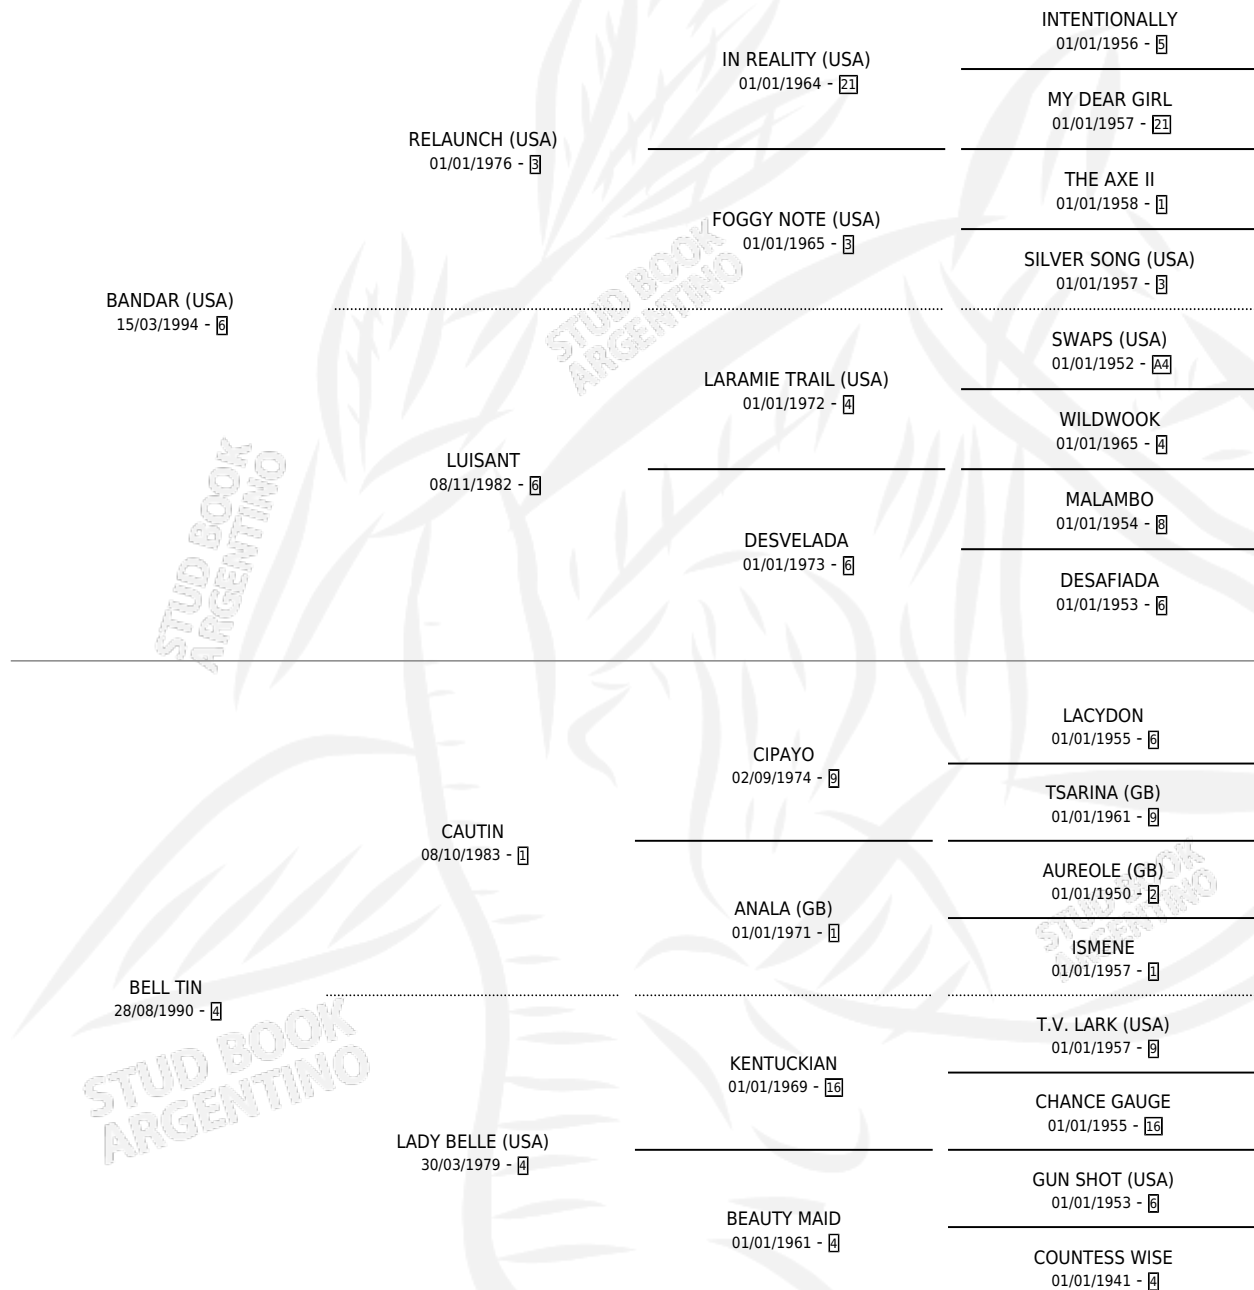 INTENTIONALLY
01/01/1956 - 5
IN REALITY (USA)
01/01/1964 - 21
MY DEAR GIRL
01/01/1957 - 21
RELAUNCH (USA)
01/01/1976 - 3
THE AXE II
01/01/1958 - 1
FOGGY NOTE (USA)
01/01/1965 - 3
SILVER SONG (USA)
01/01/1957 - 3
BANDAR (USA)
15/03/1994 - 6
SWAPS (USA)
01/01/1952 - A4
LARAMIE TRAIL (USA)
01/01/1972 - 4
WILDWOOK
01/01/1965 - 4
LUISANT
08/11/1982 - 6
MALAMBO
01/01/1954 - 8
DESVELADA
01/01/1973 - 6
DESAFIADA
01/01/1953 - 6
LACYDON
01/01/1955 - 6
CIPAYO
02/09/1974 - 9
TSARINA (GB)
01/01/1961 - 9
CAUTIN
08/10/1983 - 1
AUREOLE (GB)
01/01/1950 - 2
ANALA (GB)
01/01/1971 - 1
ISMENE
01/01/1957 - 1
BELL TIN
28/08/1990 - 4
T.V. LARK (USA)
01/01/1957 - 9
KENTUCKIAN
01/01/1969 - 16
CHANCE GAUGE
01/01/1955 - 16
LADY BELLE (USA)
30/03/1979 - 4
GUN SHOT (USA)
01/01/1953 - 6
BEAUTY MAID
01/01/1961 - 4
COUNTESS WISE
01/01/1941 - 4
STUD BOOK
ARGENTINO
STUD BOOK
ARGENTINO
STUD BOOK
ARGENTINO
STUD BOOK
ARGENTINO